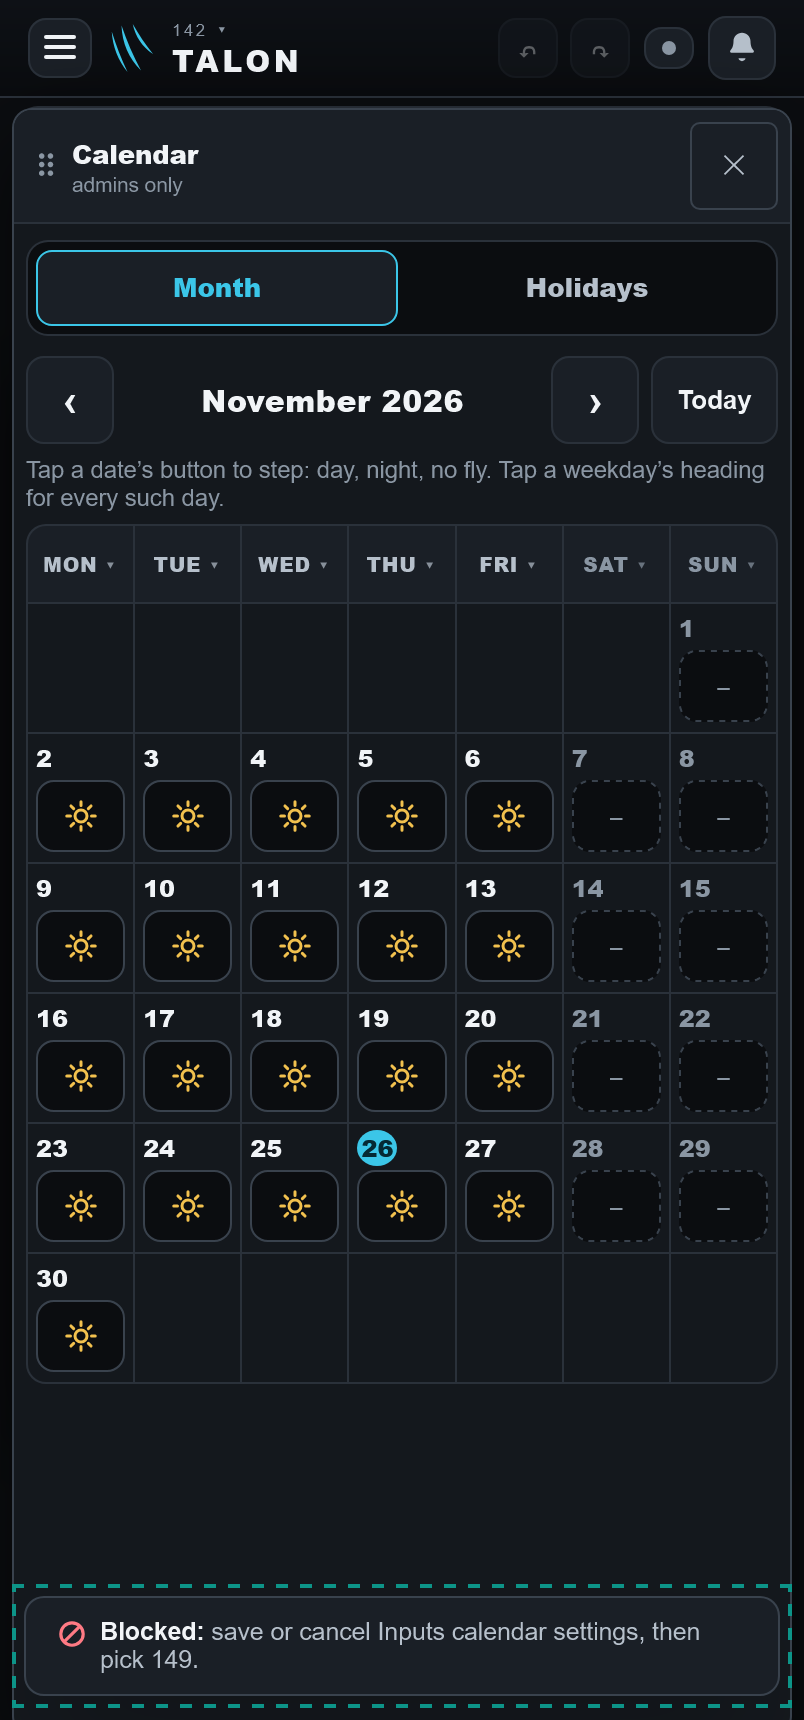 142 ▾
TALON
Calendar
admins only
Month
Holidays
‹
November 2026
›
Today
Tap a date’s button to step: day, night, no fly. Tap a weekday’s heading
for every such day.
MON ▾ TUE ▾ WED ▾ THU ▾ FRI ▾ SAT ▾ SUN ▾
1
–
2 3 4 5 6 7 8
– –
9 10 11 12 13 14 15
– –
16 17 18 19 20 21 22
– –
23 24 25 26 27 28 29
– –
30
Blocked: save or cancel Inputs calendar settings, then
pick 149.